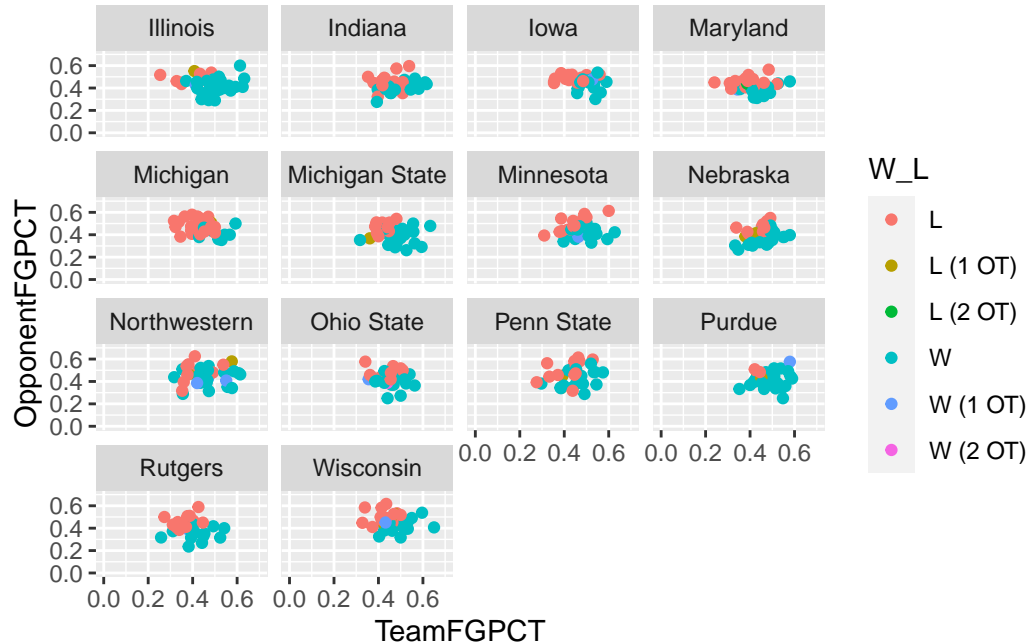 Illinois Indiana Iowa Maryland
0.6
0.4
0.2
0.0
Michigan Michigan State Minnesota Nebraska
0.6
0.4
0.2
0.0
Northwestern Ohio State Penn State Purdue
0.6
0.4
0.2
0.0
0.0 0.2 0.4 0.6 0.0 0.2 0.4 0.6
Rutgers Wisconsin
0.6
0.4
0.2
0.0
0.0 0.2 0.4 0.6 0.0 0.2 0.4 0.6
TeamFGPCT
OpponentFGPCT
W_L
L
L (1 OT)
L (2 OT)
W
W (1 OT)
W (2 OT)